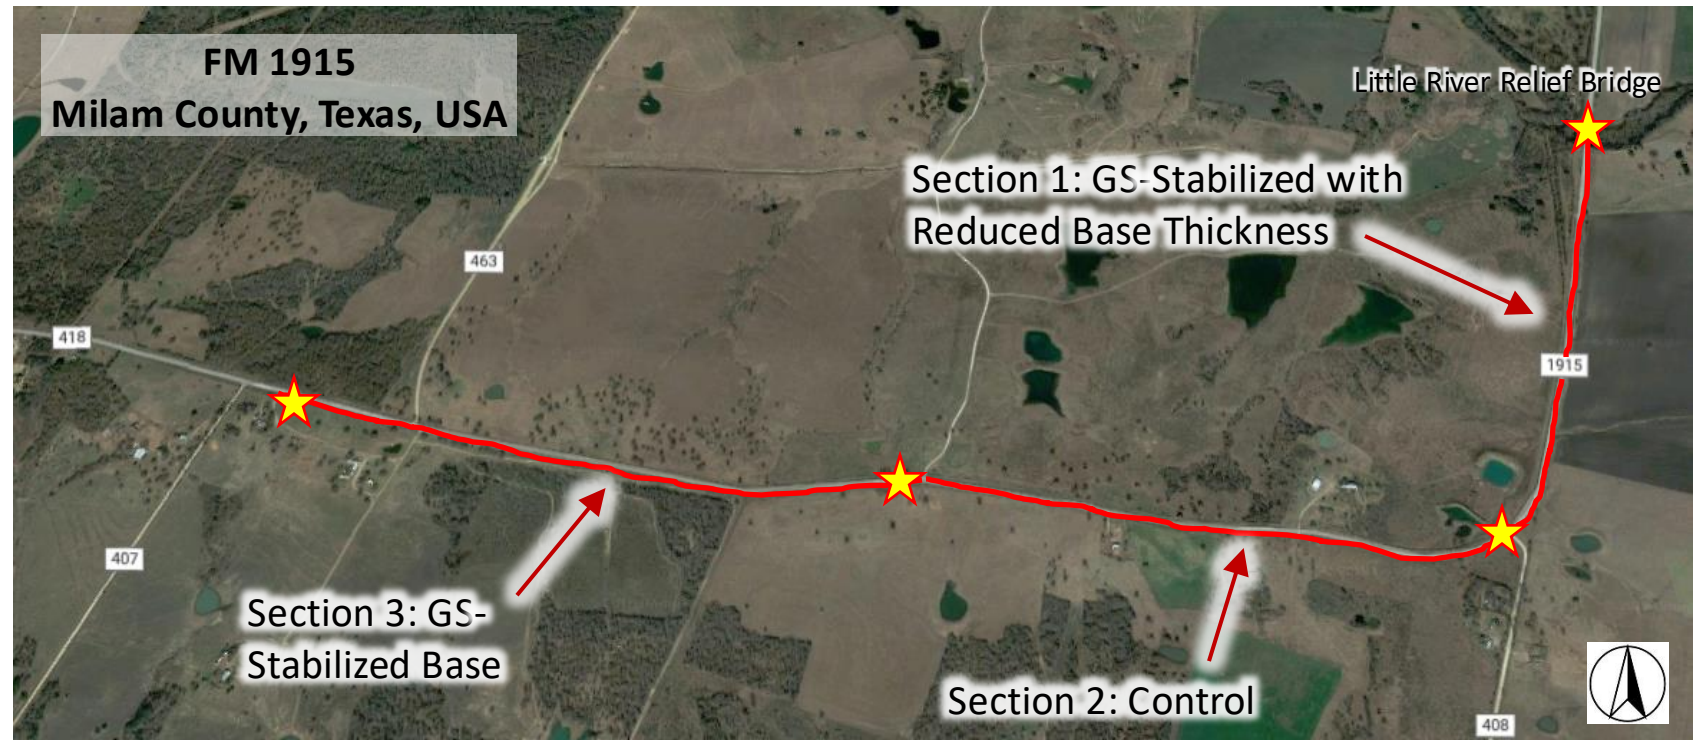 FM 1915
Milam County, Texas, USA
Little River Relief Bridge
Section 1: GS-Stabilized with
Reduced Base Thickness
463
418
1915
407
Section 3: GS-
Stabilized Base
Section 2: Control
408